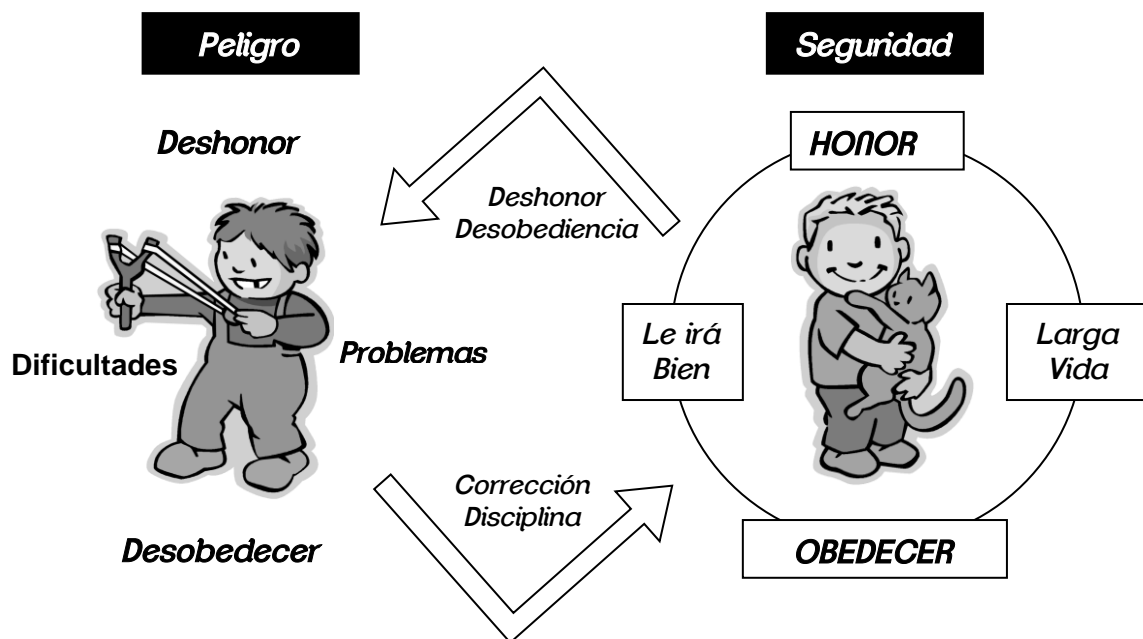 Peligro
Seguridad
Deshonor
HONOR
Deshonor
Desobediencia
Le irá
Bien
Larga
Vida
Dificultades
Problemas
Corrección
Disciplina
Desobedecer
OBEDECER